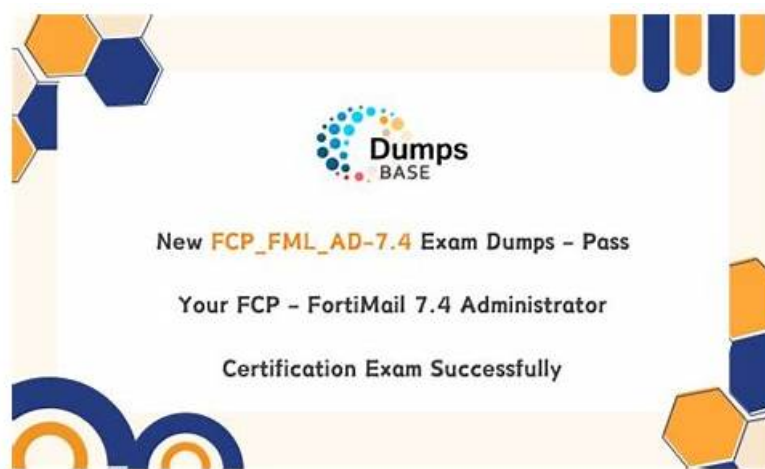 Dumps
BASE
New FCP_FML_AD-7.4 Exam Dumps – Pass
Your FCP – FortiMail 7.4 Administrator
Certification Exam Successfully